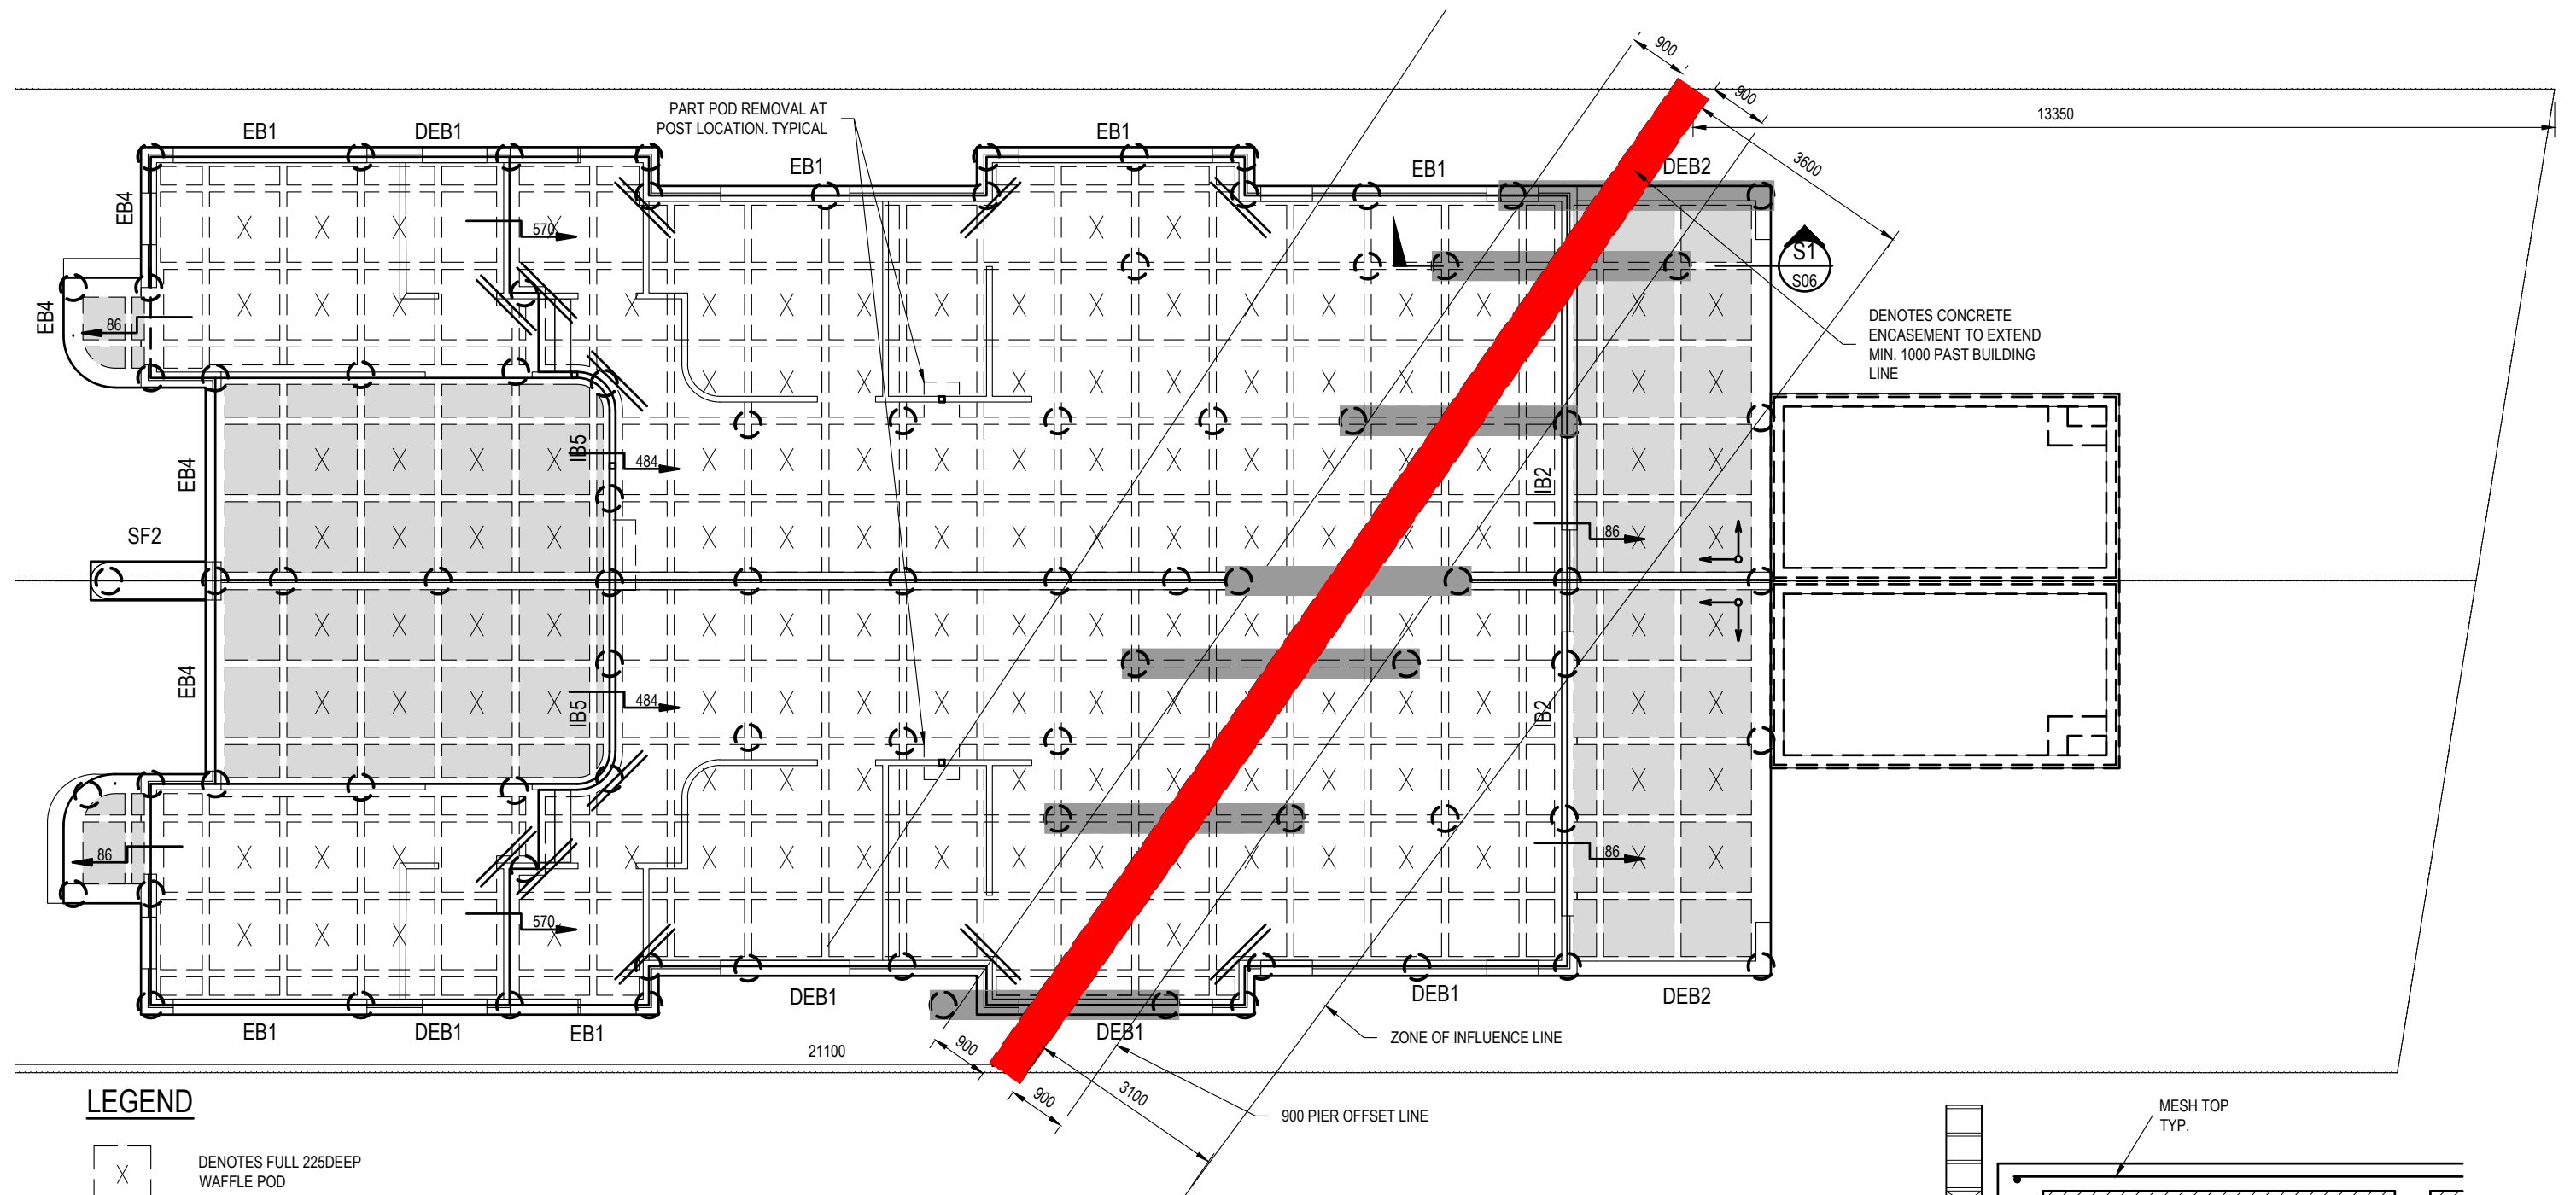 900
900
13350
3600
PART POD REMOVAL AT
POST LOCATION. TYPICAL
EB1
DEB1
EB1
EB1
EB1
DEB2
EB4
570
S1
S06
EB4
86
DENOTES CONCRETE
ENCASEMENT TO EXTEND
MIN. 1000 PAST BUILDING
LINE
EB4
IB5
484
IB2
86
SF2
EB4
IB5
484
IB2
86
86
570
EB1
DEB1
EB1
DEB1
DEB1
DEB1
DEB2
21100
900
900
3100
ZONE OF INFLUENCE LINE
900 PIER OFFSET LINE
LEGEND
X
DENOTES FULL 225DEEP
WAFFLE POD
MESH TOP
TYP.